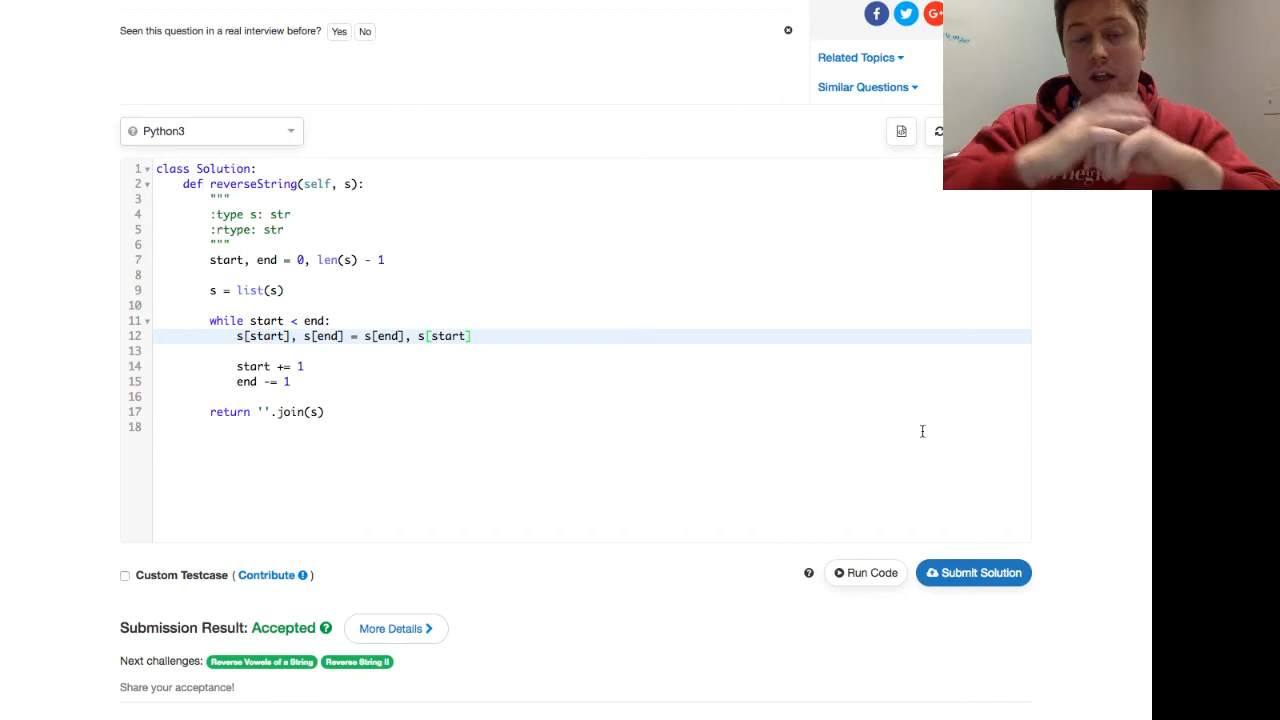 Seen this question in a real interview before? Yes No
Related Topics
Similar Questions
Python3
1 class Solution:
2 def reverseString(self, s):
3 """
4 :type s: str
5 :rtype: str
6 """
7 start, end = 0, len(s) - 1
8
9 s = list(s)
10
11 while start < end:
12 s[start], s[end] = s[end], s[start]
13
14 start += 1
15 end -= 1
16
17 return ''.join(s)
18
Custom Testcase ( Contribute )
Run Code Submit Solution
Submission Result: Accepted More Details
Next challenges: Reverse Vowels of a String Reverse String II
Share your acceptance!